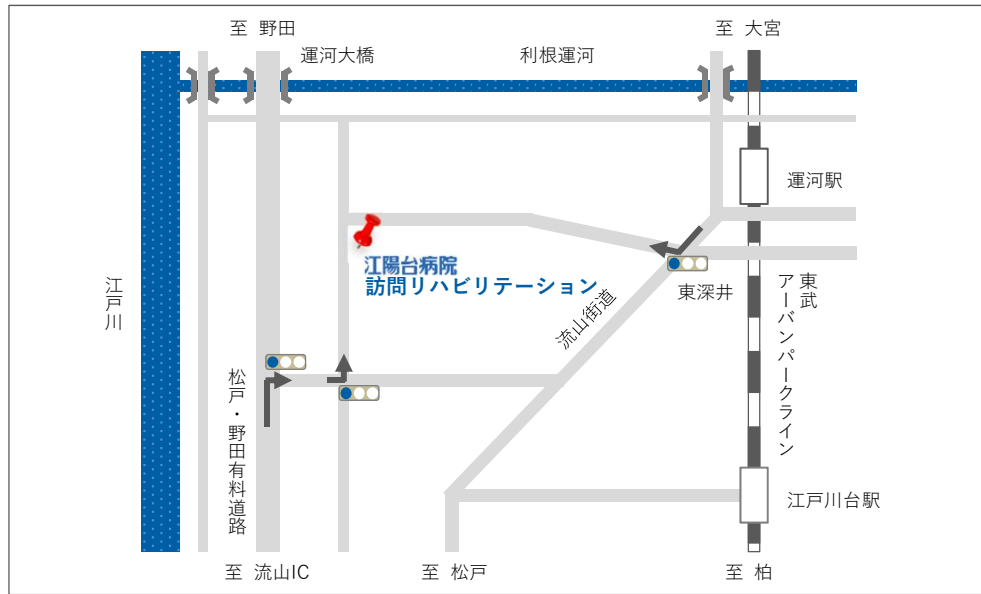 至 野田
至 大宮
運河大橋
利根運河
運河駅
江陽台病院
訪問リハビリテーション
東深井
江戸川
東武
アーバンパークライン
流山街道
松戸・野田有料道路
江戸川台駅
至 流山IC
至 松戸
至 柏